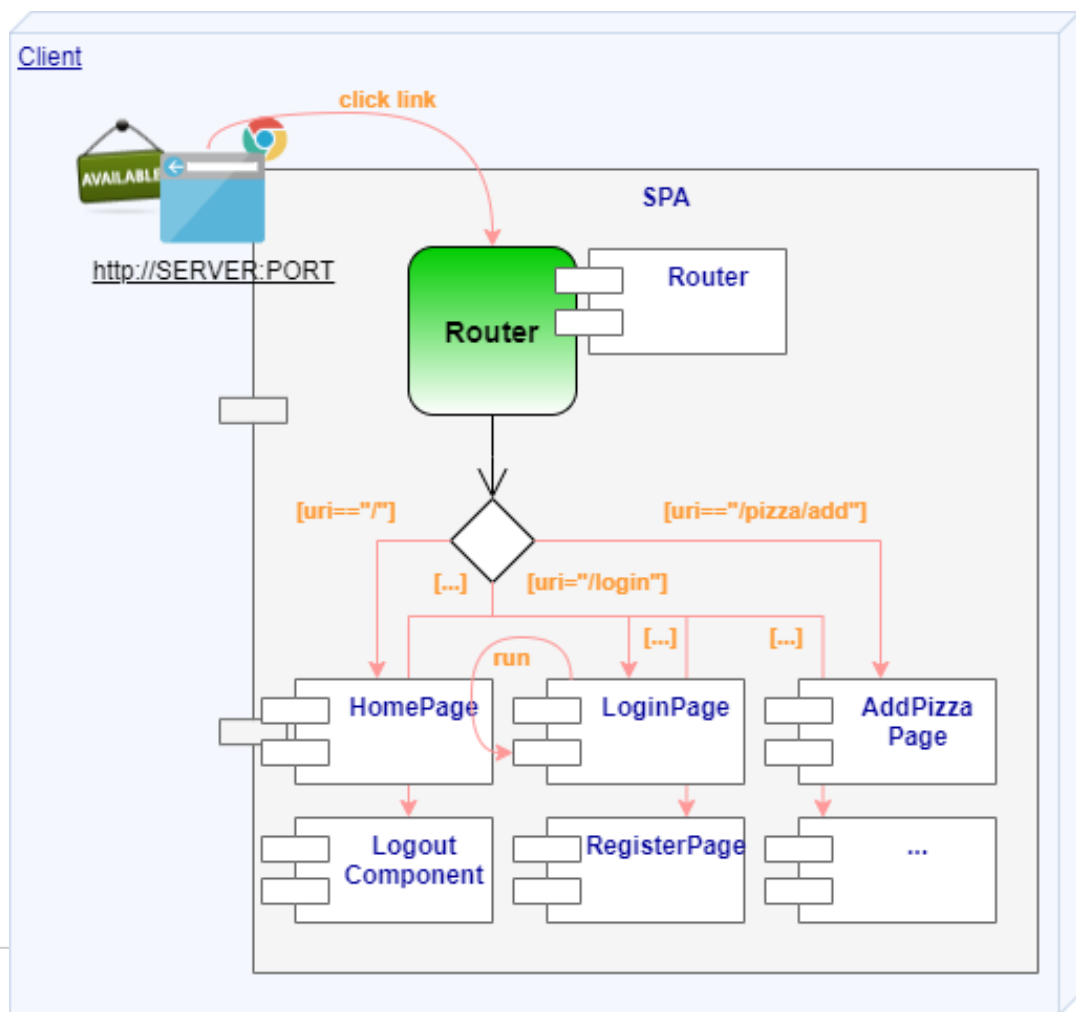 Client
click link
AVAILABLE
SPA
http://SERVER:PORT
Router
Router
[uri=="/"]
[uri=="/pizza/add"]
[...]
[uri="/login"]
[...]
[...]
run
HomePage
LoginPage
AddPizza
Page
Logout
Component
RegisterPage
...